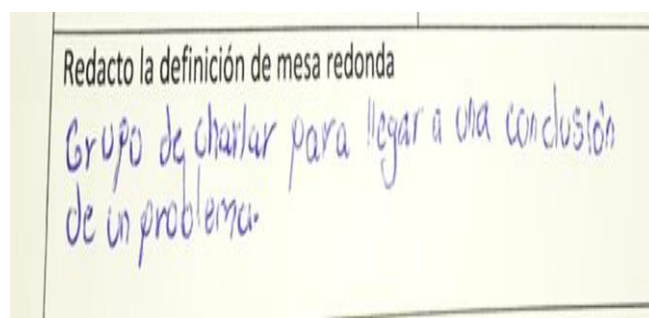 Redacto la definición de mesa redonda
Grupo de charlar para llegar a una conclusión
de un problema.